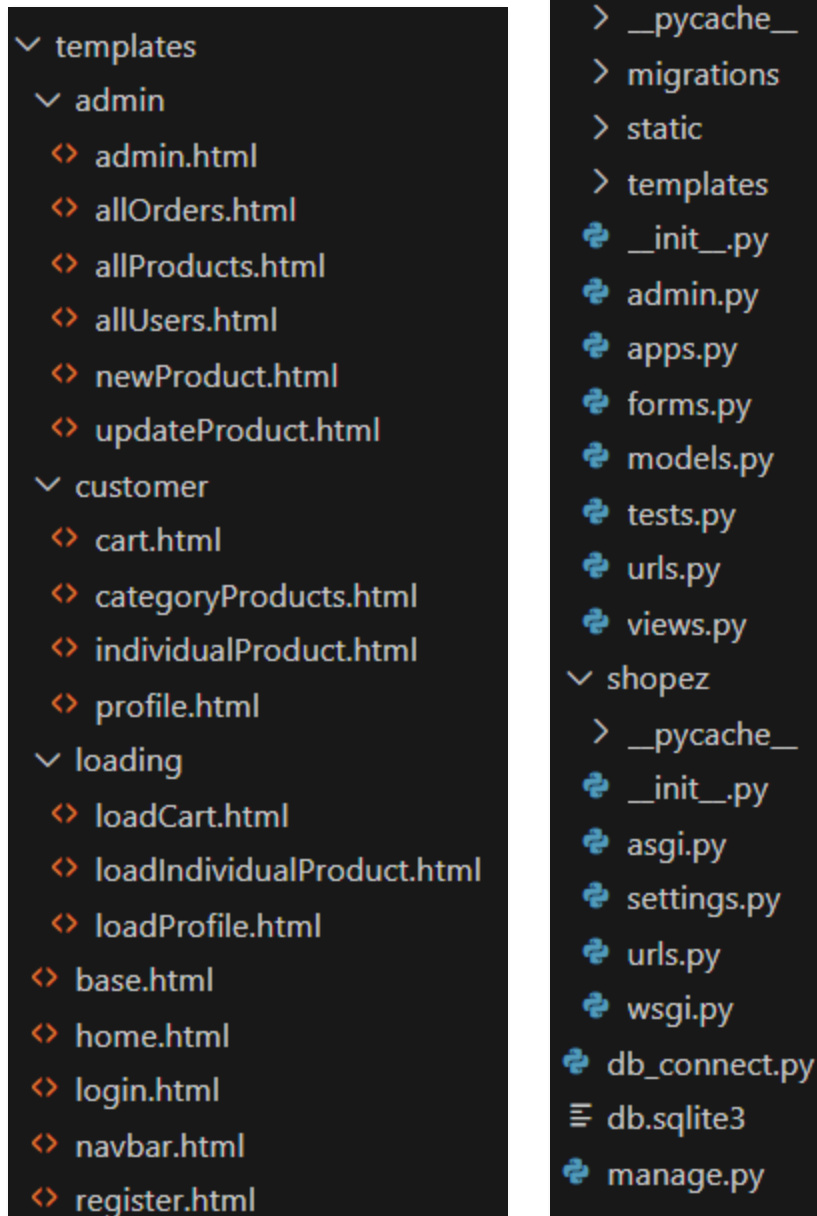 templates
admin
admin.html
allOrders.html
allProducts.html
allUsers.html
newProduct.html
updateProduct.html
customer
cart.html
categoryProducts.html
individualProduct.html
profile.html
loading
loadCart.html
loadIndividualProduct.html
loadProfile.html
base.html
home.html
login.html
navbar.html
register.html
__pycache__
migrations
static
templates
__init__.py
admin.py
apps.py
forms.py
models.py
tests.py
urls.py
views.py
shopez
__pycache__
__init__.py
asgi.py
settings.py
urls.py
wsgi.py
db_connect.py
db.sqlite3
manage.py